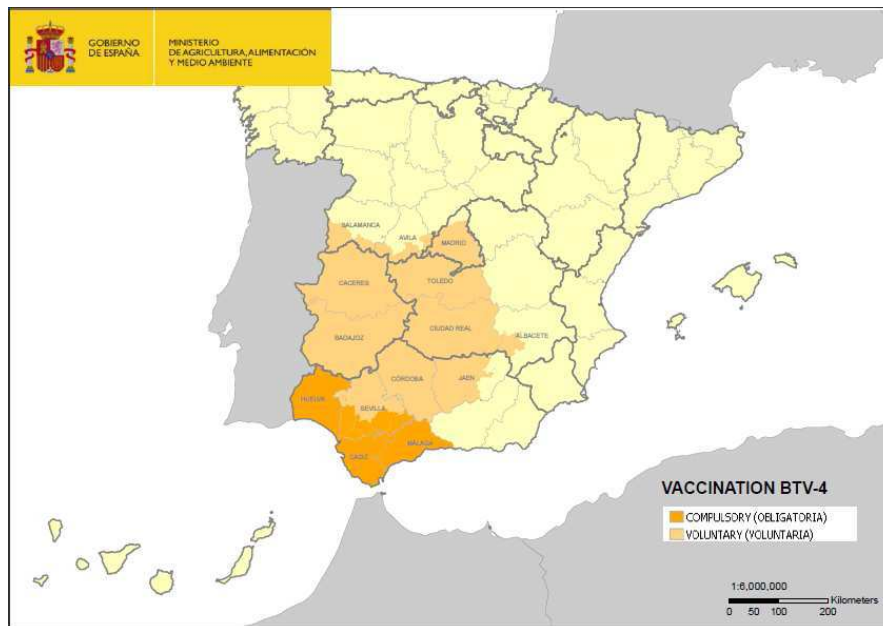 GOBIERNO
DE ESPAÑA
MINISTERIO
DE AGRICULTURA, ALIMENTACIÓN
Y MEDIO AMBIENTE
SALAMANCA
AVILA
MADRID
CACERES
TOLEDO
BADAJOZ
CIUDAD REAL
ALBACETE
CÓRDOBA
JAEN
HUELVA
SEVILLA
MÁLAGA
CADIZ
VACCINATION BTV-4
COMPULSORY (OBLIGATORIA)
VOLUNTARY (VOLUNTARIA)
1:6,000,000
Kilometers
0 50 100 200